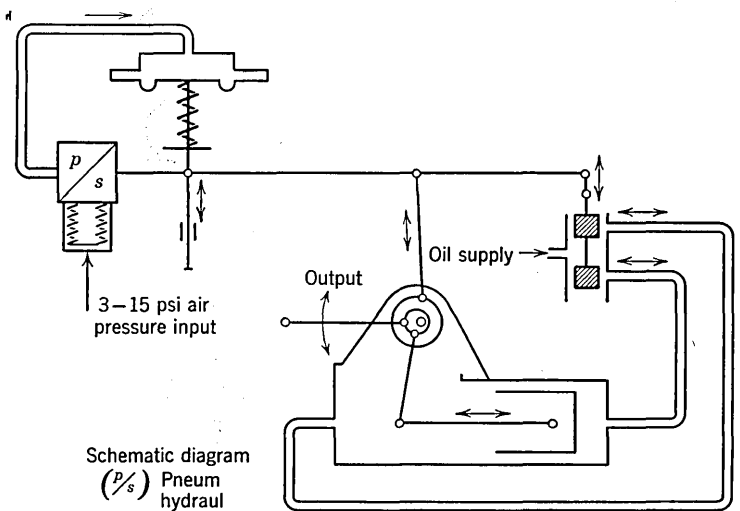 p
s
Output
Oil supply
3–15 psi air
pressure input
Schematic diagram
(p/s) Pneum
hydraul